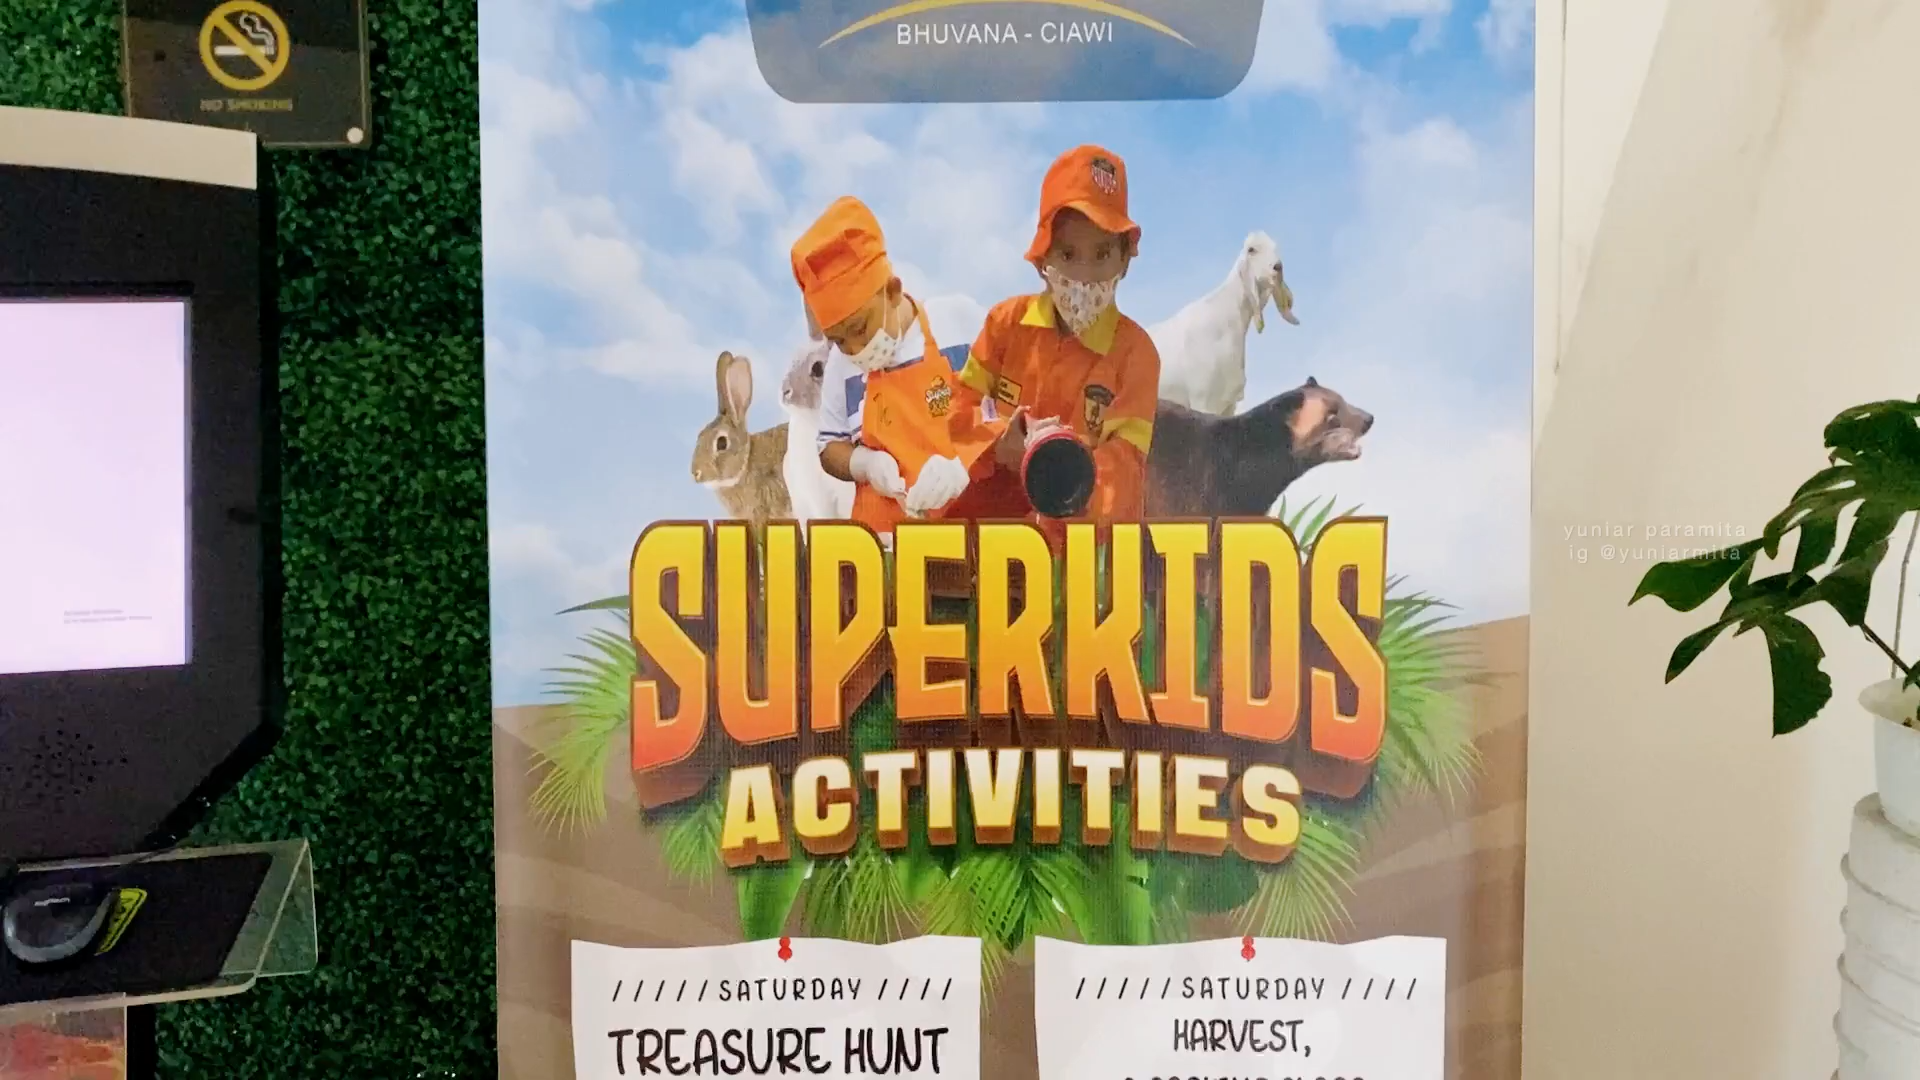 NO SMOKING
BHUVANA - CIAWI
SUPERKIDS
ACTIVITIES
yuniar paramita
ig @yuniarmita
/////SATURDAY////
TREASURE HUNT
/////SATURDAY////
HARVEST,